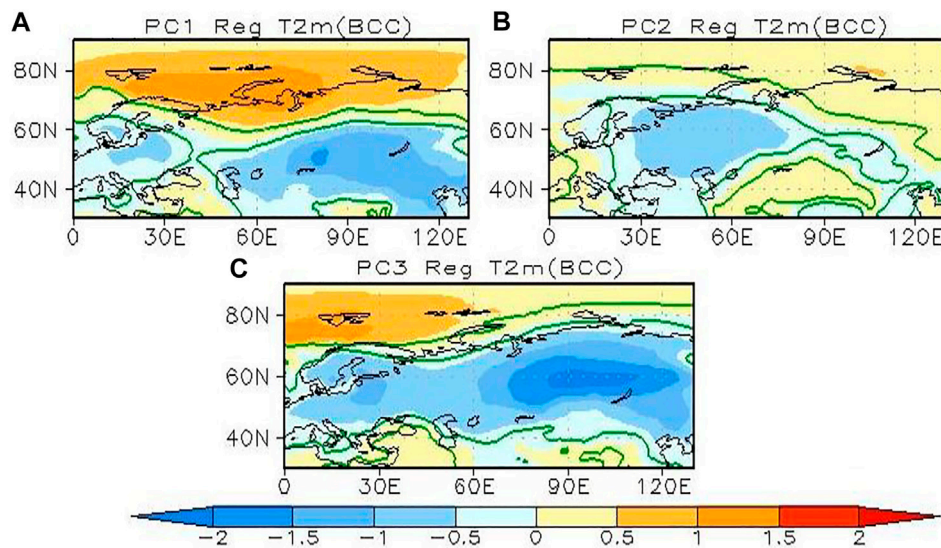 A
PC1 Reg T2m(BCC)
80N
60N
40N
0 30E 60E 90E 120E
B
PC2 Reg T2m(BCC)
80N
60N
40N
0 30E 60E 90E 120E
C
PC3 Reg T2m(BCC)
80N
60N
40N
0 30E 60E 90E 120E
-2 -1.5 -1 -0.5 0 0.5 1 1.5 2